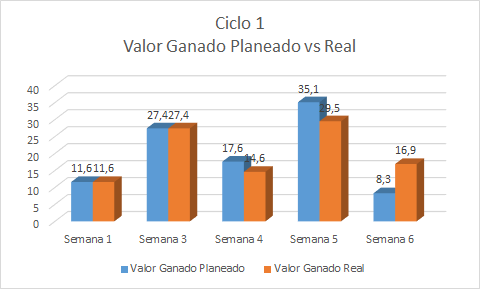 Ciclo 1
Valor Ganado Planeado vs Real
40
35
30
25
20
15
10
5
0
11,6
11,6
27,4
27,4
17,6
14,6
35,1
29,5
8,3
16,9
Semana 1
Semana 3
Semana 4
Semana 5
Semana 6
Valor Ganado Planeado
Valor Ganado Real